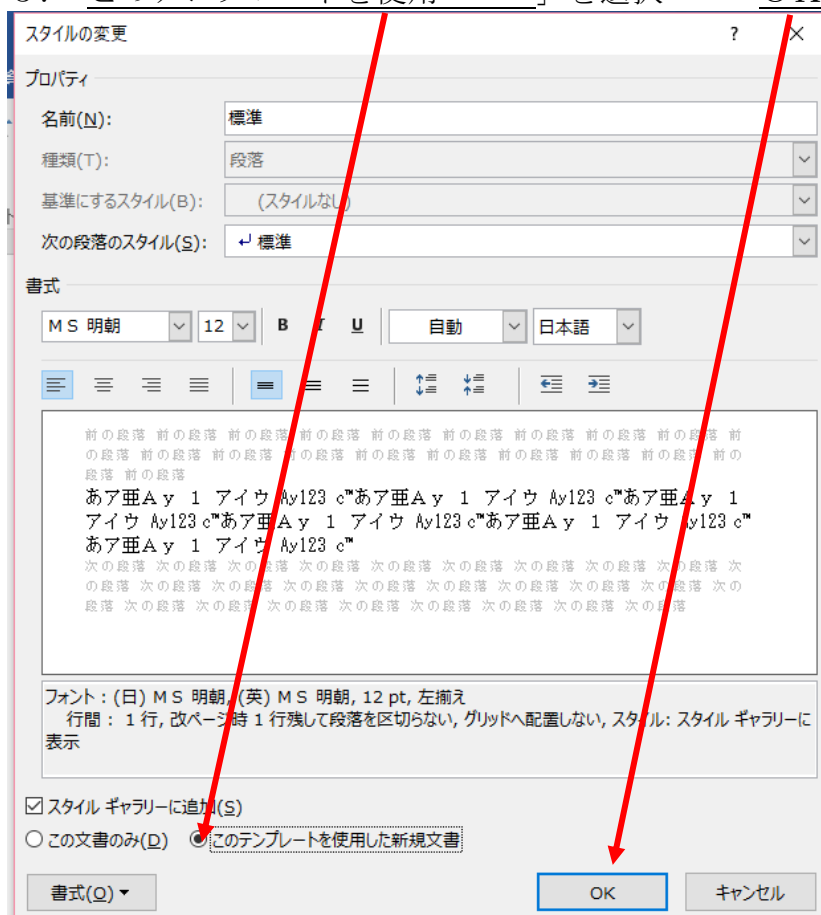 を選択
スタイルの変更 ?
プロパティ
名前(N): 標準
種類(T): 段落
基準にするスタイル(B): (スタイルなし)
次の段落のスタイル(S): ↵ 標準
書式
ＭＳ 明朝 12 B I U 自動 日本語
前の段落 前の段落 前の段落 前の段落 前の段落 前の段落 前の段落 前の段落 前の段落 前
の段落 前の段落 前の段落 前の段落 前の段落 前の段落 前の段落 前の段落 前の段落 前の
段落 前の段落
あア亜Ａｙ １ アイウ Ay123 c™あア亜Ａｙ １ アイウ Ay123 c™あア亜Ａｙ １
アイウ Ay123 c™あア亜Ａｙ １ アイウ Ay123 c™あア亜Ａｙ １ アイウ Ay123 c™
あア亜Ａｙ １ アイウ Ay123 c™
次の段落 次の段落 次の段落 次の段落 次の段落 次の段落 次の段落 次の段落 次の段落 次
の段落 次の段落 次の段落 次の段落 次の段落 次の段落 次の段落 次の段落 次の段落 次の
段落 次の段落 次の段落 次の段落 次の段落 次の段落 次の段落 次の段落 次の段落
フォント : (日) ＭＳ 明朝, (英) ＭＳ 明朝, 12 pt, 左揃え
行間 : 1 行, 改ページ時 1 行残して段落を区切らない, グリッドへ配置しない, スタイル: スタイル ギャラリーに
表示
スタイル ギャラリーに追加(S)
この文書のみ(D) このテンプレートを使用した新規文書
書式(O)▼ OK キャンセル